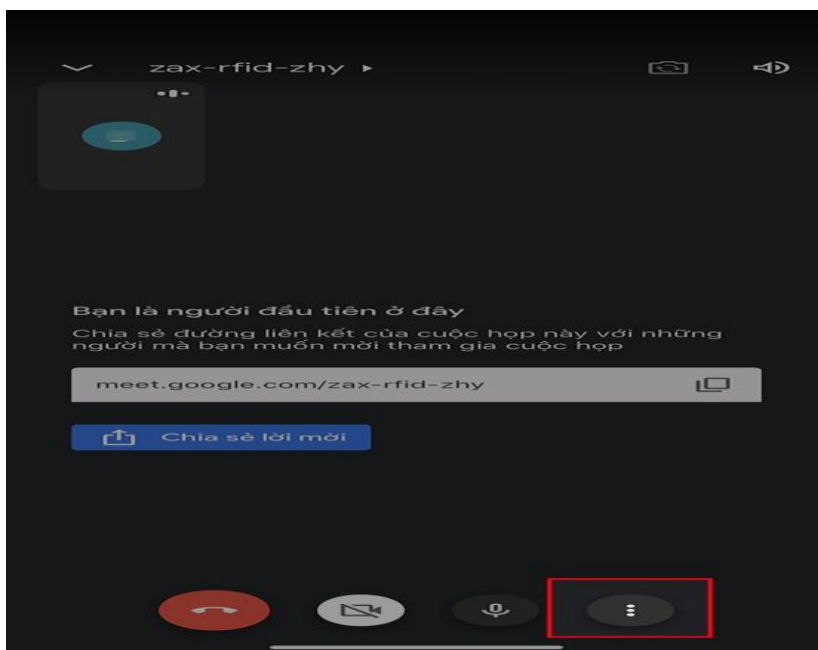 zax-rfid-zhy
Bạn là người đầu tiên ở đây
Chia sẻ đường liên kết của cuộc họp này với những
người mà bạn muốn mời tham gia cuộc họp
meet.google.com/zax-rfid-zhy
Chia sẻ lời mời